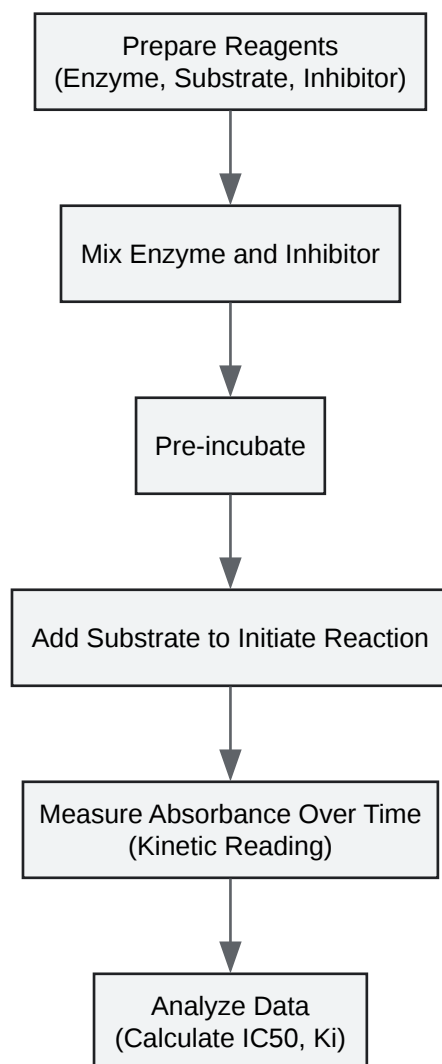 Prepare Reagents
(Enzyme, Substrate, Inhibitor)
Mix Enzyme and Inhibitor
Pre-incubate
Add Substrate to Initiate Reaction
Measure Absorbance Over Time
(Kinetic Reading)
Analyze Data
(Calculate IC50, Ki)